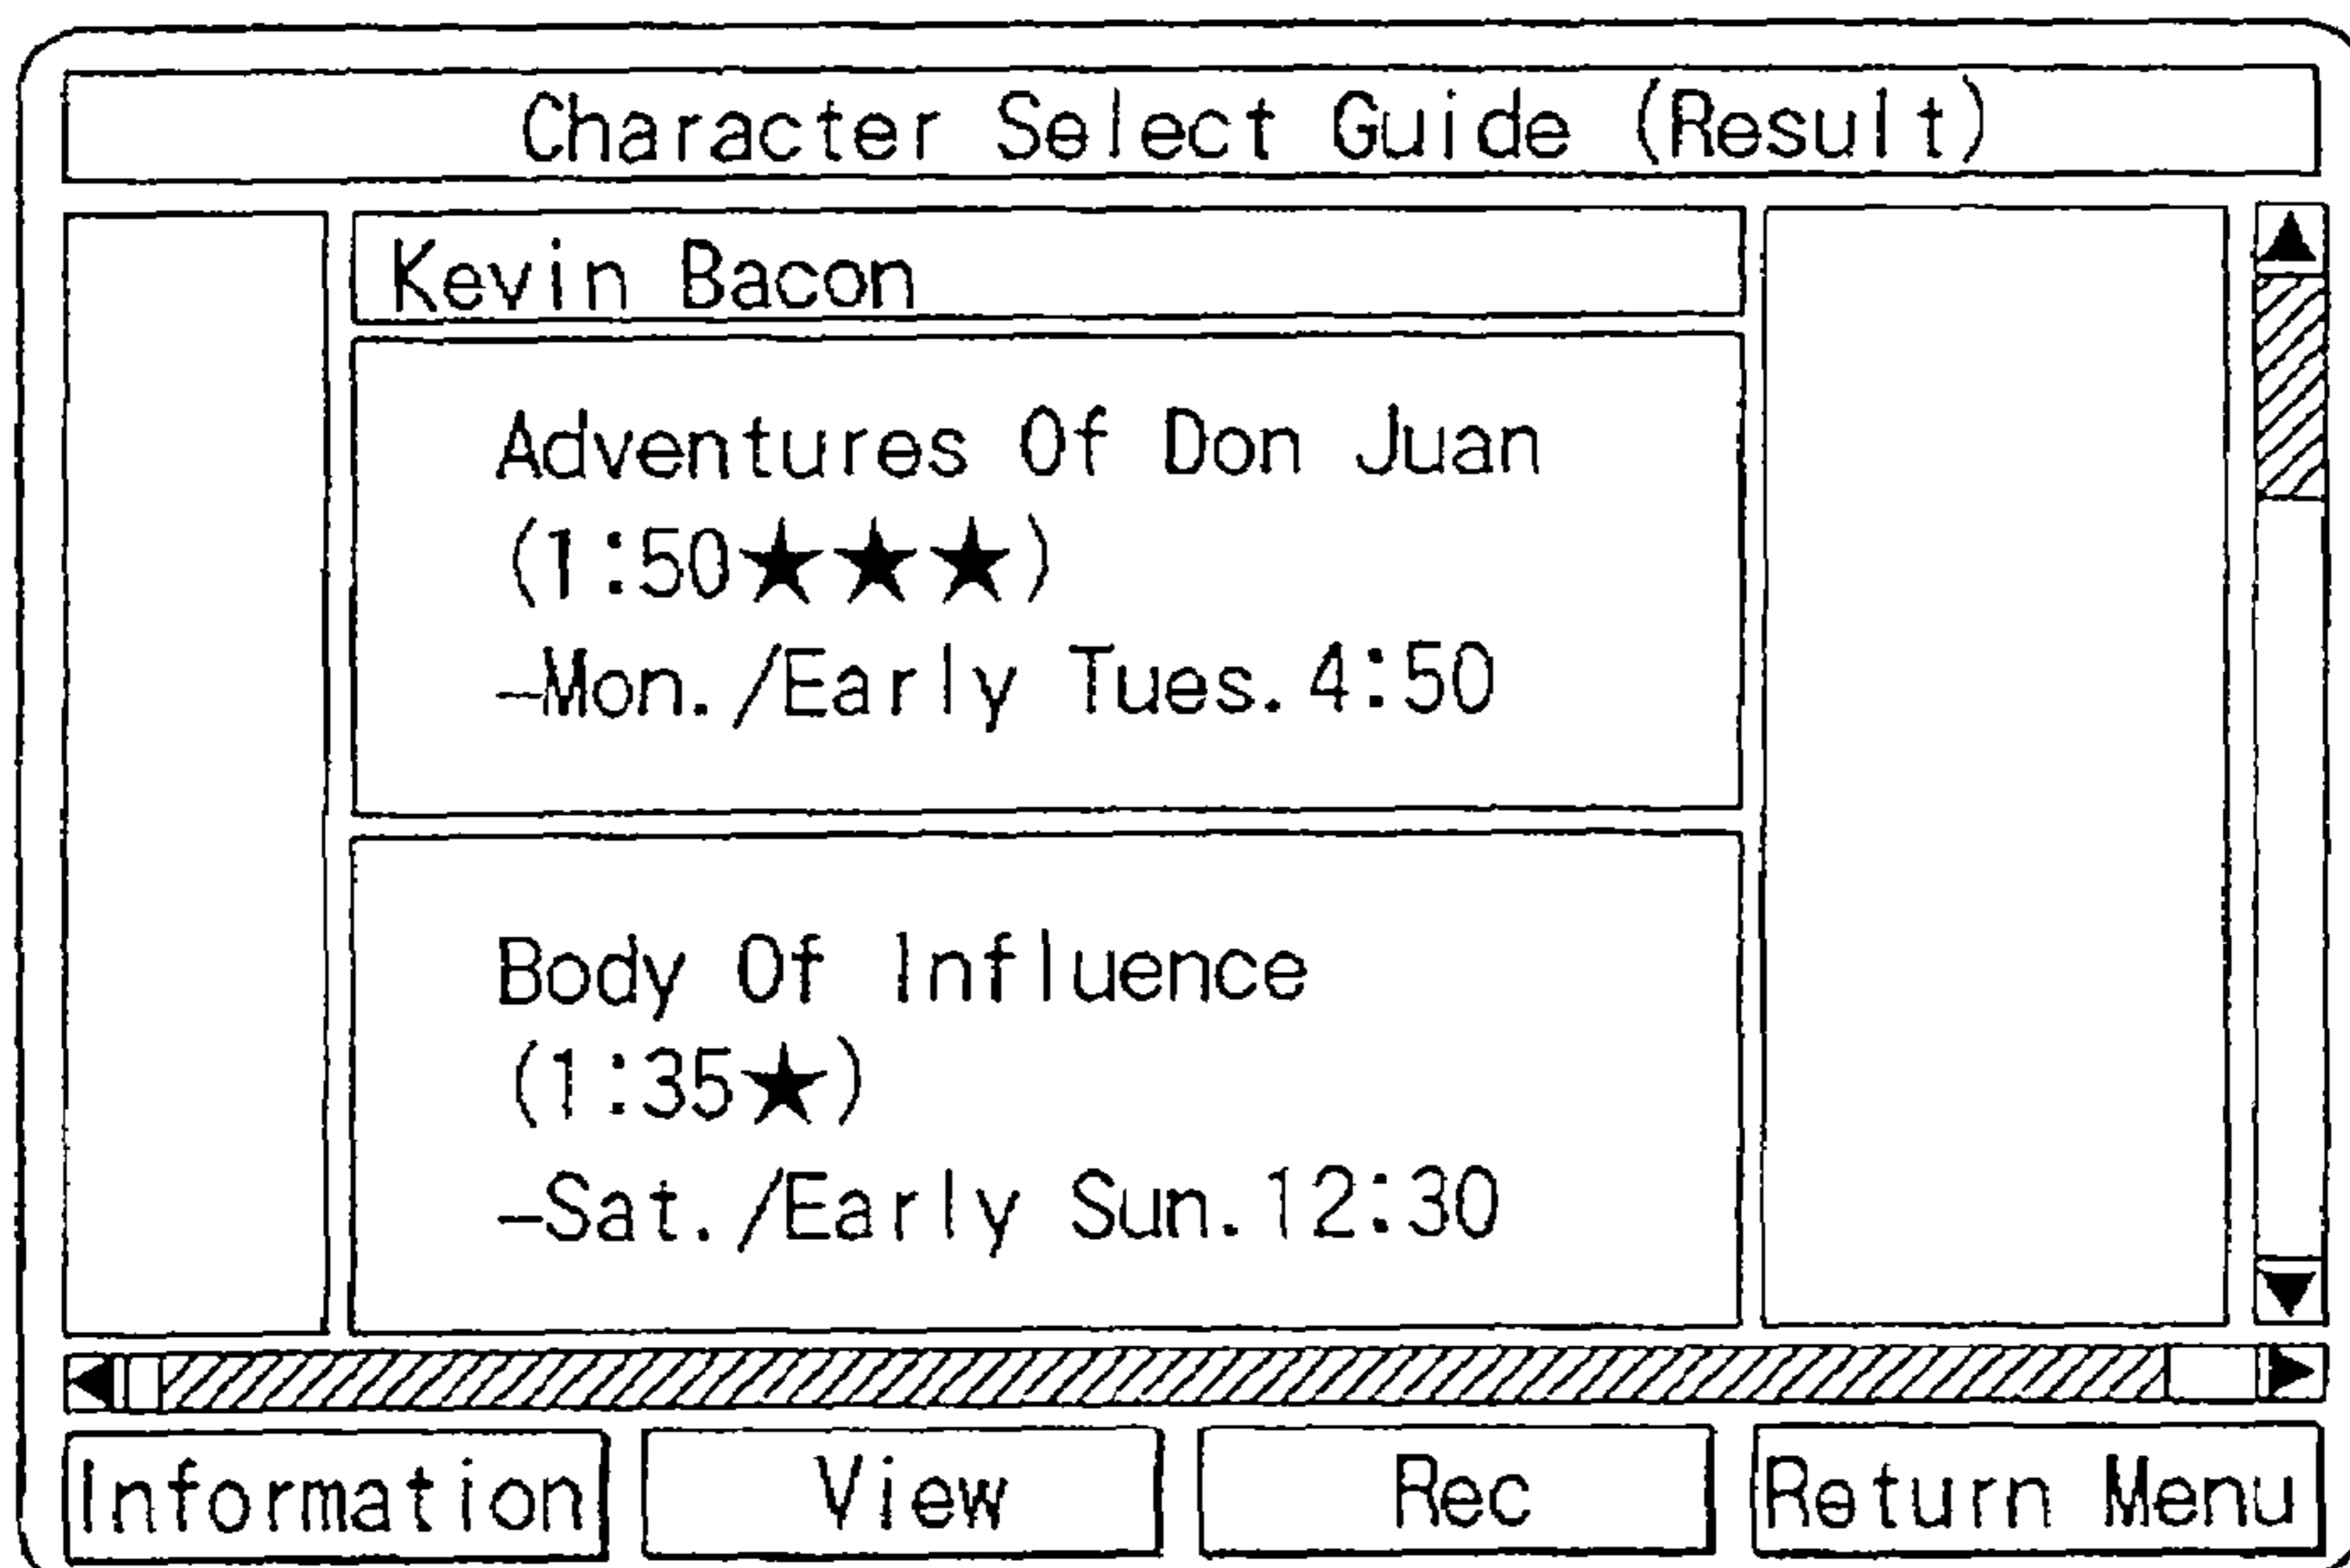 Character Select Guide (Result)
Kevin Bacon
Adventures Of Don Juan
(1:50★★★)
–Mon./Early Tues.4:50
Body Of Influence
(1:35★)
–Sat./Early Sun.12:30
Information View Rec Return Menu